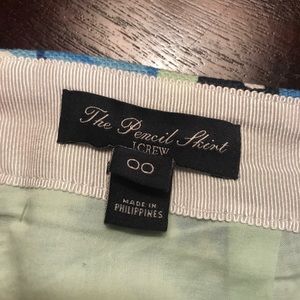 The Pencil Skirt
J.CREW
00
MADE IN
PHILIPPINES